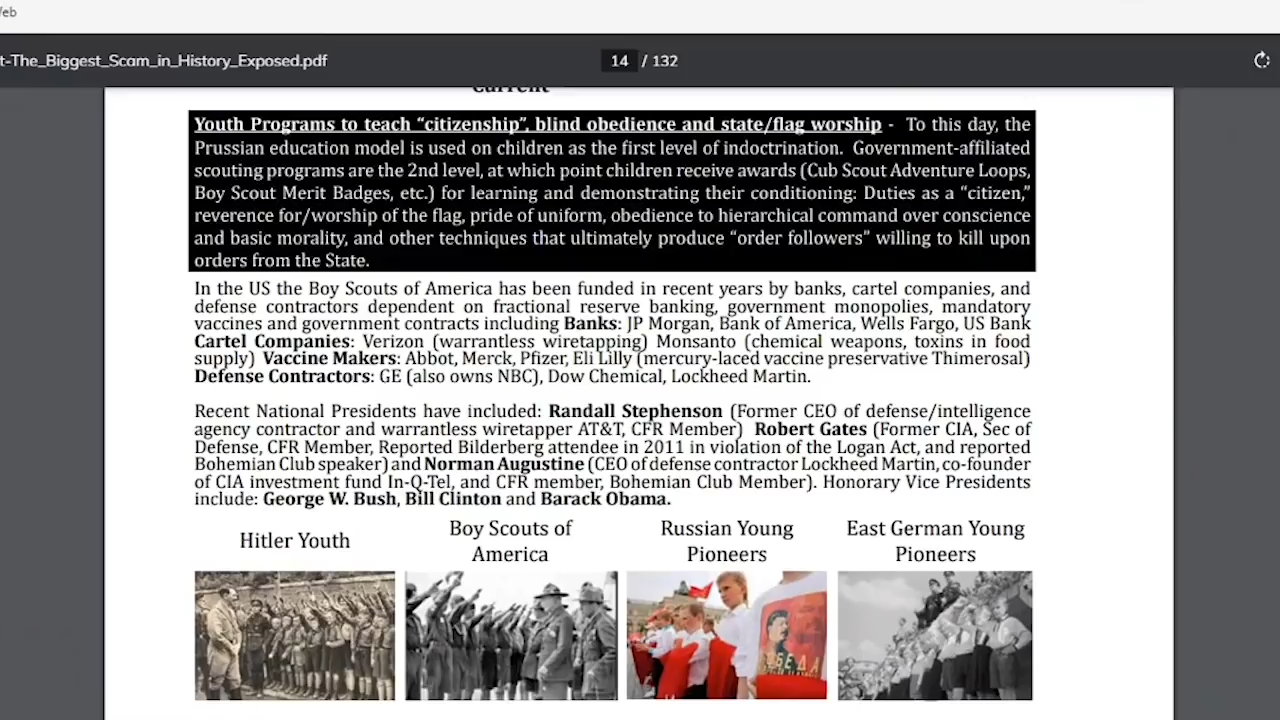 t-The_Biggest_Scam_in_History_Exposed.pdf
14 / 132
current
Youth Programs to teach “citizenship”, blind obedience and state/flag worship - To this day, the
Prussian education model is used on children as the first level of indoctrination. Government-affiliated
scouting programs are the 2nd level, at which point children receive awards (Cub Scout Adventure Loops,
Boy Scout Merit Badges, etc.) for learning and demonstrating their conditioning: Duties as a “citizen,”
reverence for/worship of the flag, pride of uniform, obedience to hierarchical command over conscience
and basic morality, and other techniques that ultimately produce “order followers” willing to kill upon
orders from the State.
In the US the Boy Scouts of America has been funded in recent years by banks, cartel companies, and
defense contractors dependent on fractional reserve banking, government monopolies, mandatory
vaccines and government contracts including Banks: JP Morgan, Bank of America, Wells Fargo, US Bank
Cartel Companies: Verizon (warrantless wiretapping) Monsanto (chemical weapons, toxins in food
supply) Vaccine Makers: Abbot, Merck, Pfizer, Eli Lilly (mercury-laced vaccine preservative Thimerosal)
Defense Contractors: GE (also owns NBC), Dow Chemical, Lockheed Martin.
Recent National Presidents have included: Randall Stephenson (Former CEO of defense/intelligence
agency contractor and warrantless wiretapper AT&T, CFR Member) Robert Gates (Former CIA, Sec of
Defense, CFR Member, Reported Bilderberg attendee in 2011 in violation of the Logan Act, and reported
Bohemian Club speaker) and Norman Augustine (CEO of defense contractor Lockheed Martin, co-founder
of CIA investment fund In-Q-Tel, and CFR member, Bohemian Club Member). Honorary Vice Presidents
include: George W. Bush, Bill Clinton and Barack Obama.
Hitler Youth
Boy Scouts of
America
Russian Young
Pioneers
East German Young
Pioneers